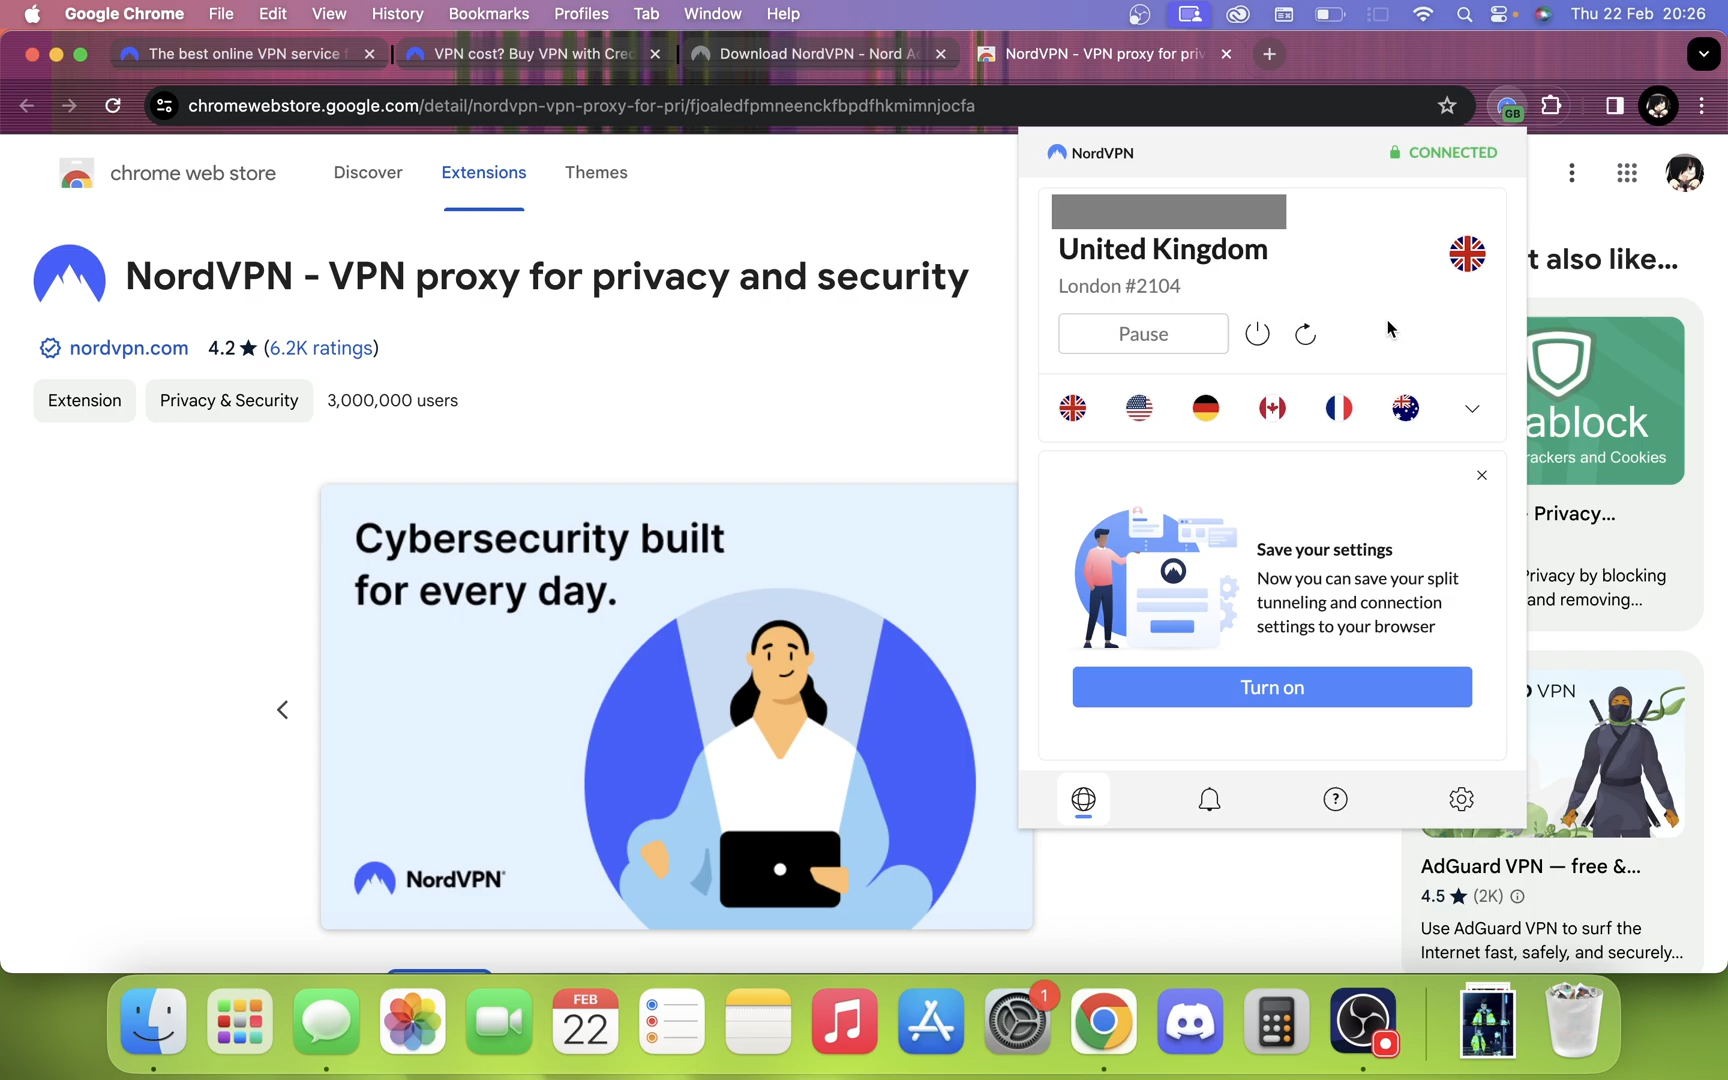 Google Chrome File Edit View History Bookmarks Profiles Tab Window Help Thu 22 Feb 20:26
The best online VPN service f
VPN cost? Buy VPN with Crec
Download NordVPN - Nord A
NordVPN - VPN proxy for priv
chromewebstore.google.com/detail/nordvpn-vpn-proxy-for-pri/fjoaledfpmneenckfbpdfhkmimnjocfa
GB
chrome web store Discover Extensions Themes
NordVPN - VPN proxy for privacy and security
nordvpn.com 4.2★ (6.2K ratings)
Extension Privacy & Security 3,000,000 users
Cybersecurity built
for every day.
NordVPN®
NordVPN CONNECTED
United Kingdom
London #2104
Pause
Save your settings
Now you can save your split
tunneling and connection
settings to your browser
Turn on
t also like...
ablock
rackers and Cookies
Privacy...
Privacy by blocking
and removing...
VPN
AdGuard VPN — free &...
4.5 ★ (2K)
Use AdGuard VPN to surf the
Internet fast, safely, and securely...
FEB
22
1